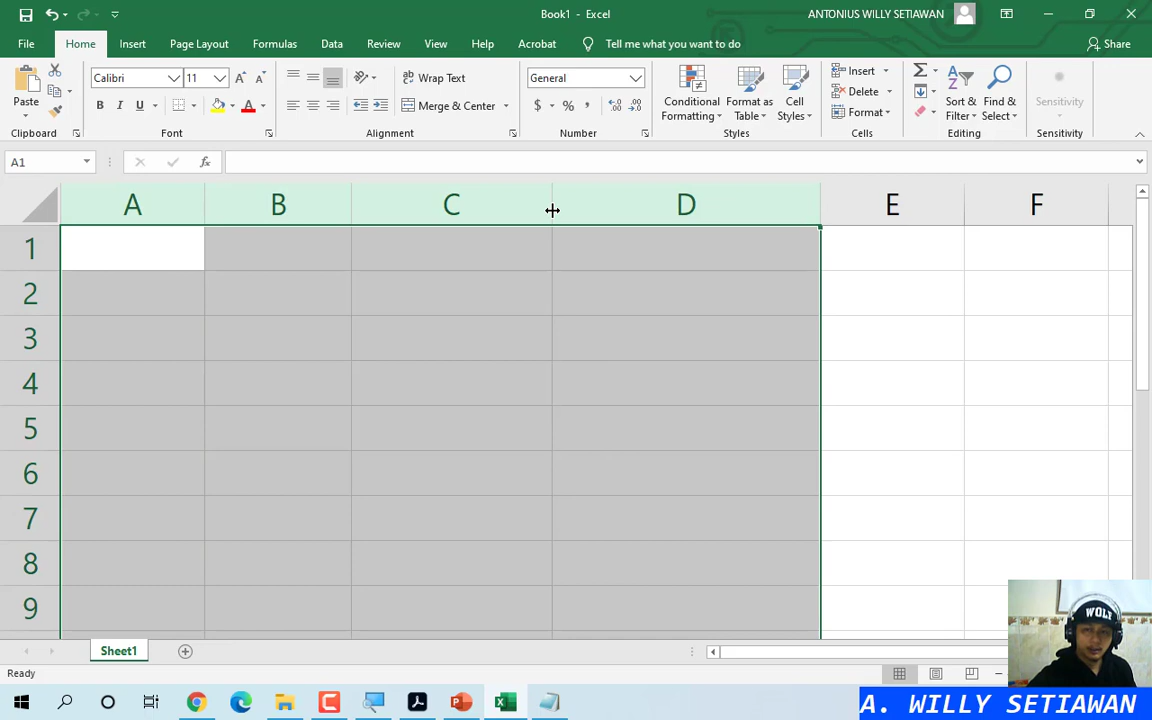 Book1 - Excel
ANTONIUS WILLY SETIAWAN
File Home Insert Page Layout Formulas Data Review View Help Acrobat Tell me what you want to do Share
Paste
Calibri 11
B I U A
Wrap Text
Merge & Center
General
$ % ,
Conditional Formatting
Format as Table
Cell Styles
Insert
Delete
Format
Sort & Filter
Find & Select
Sensitivity
Clipboard Font Alignment Number Styles Cells Editing Sensitivity
A1 fx
A B C D E F
1
2
3
4
5
6
7
8
9
WOLY
Sheet1
Ready
A. WILLY SETIAWAN